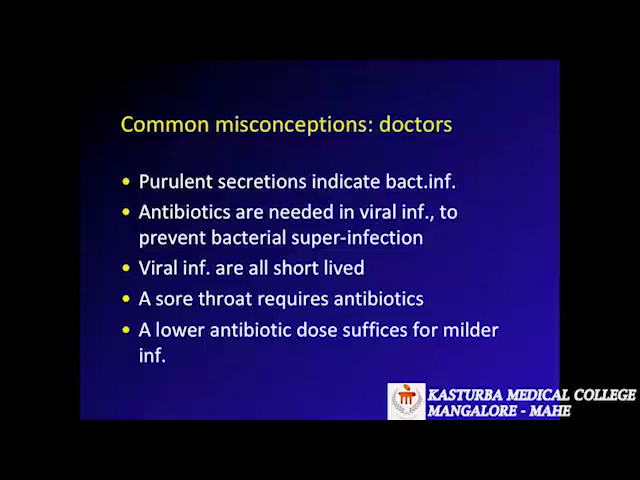 Common misconceptions: doctors
• Purulent secretions indicate bact.inf.
• Antibiotics are needed in viral inf., to
prevent bacterial super-infection
• Viral inf. are all short lived
• A sore throat requires antibiotics
• A lower antibiotic dose suffices for milder
inf.
KASTURBA MEDICAL COLLEGE
MANGALORE - MAHE